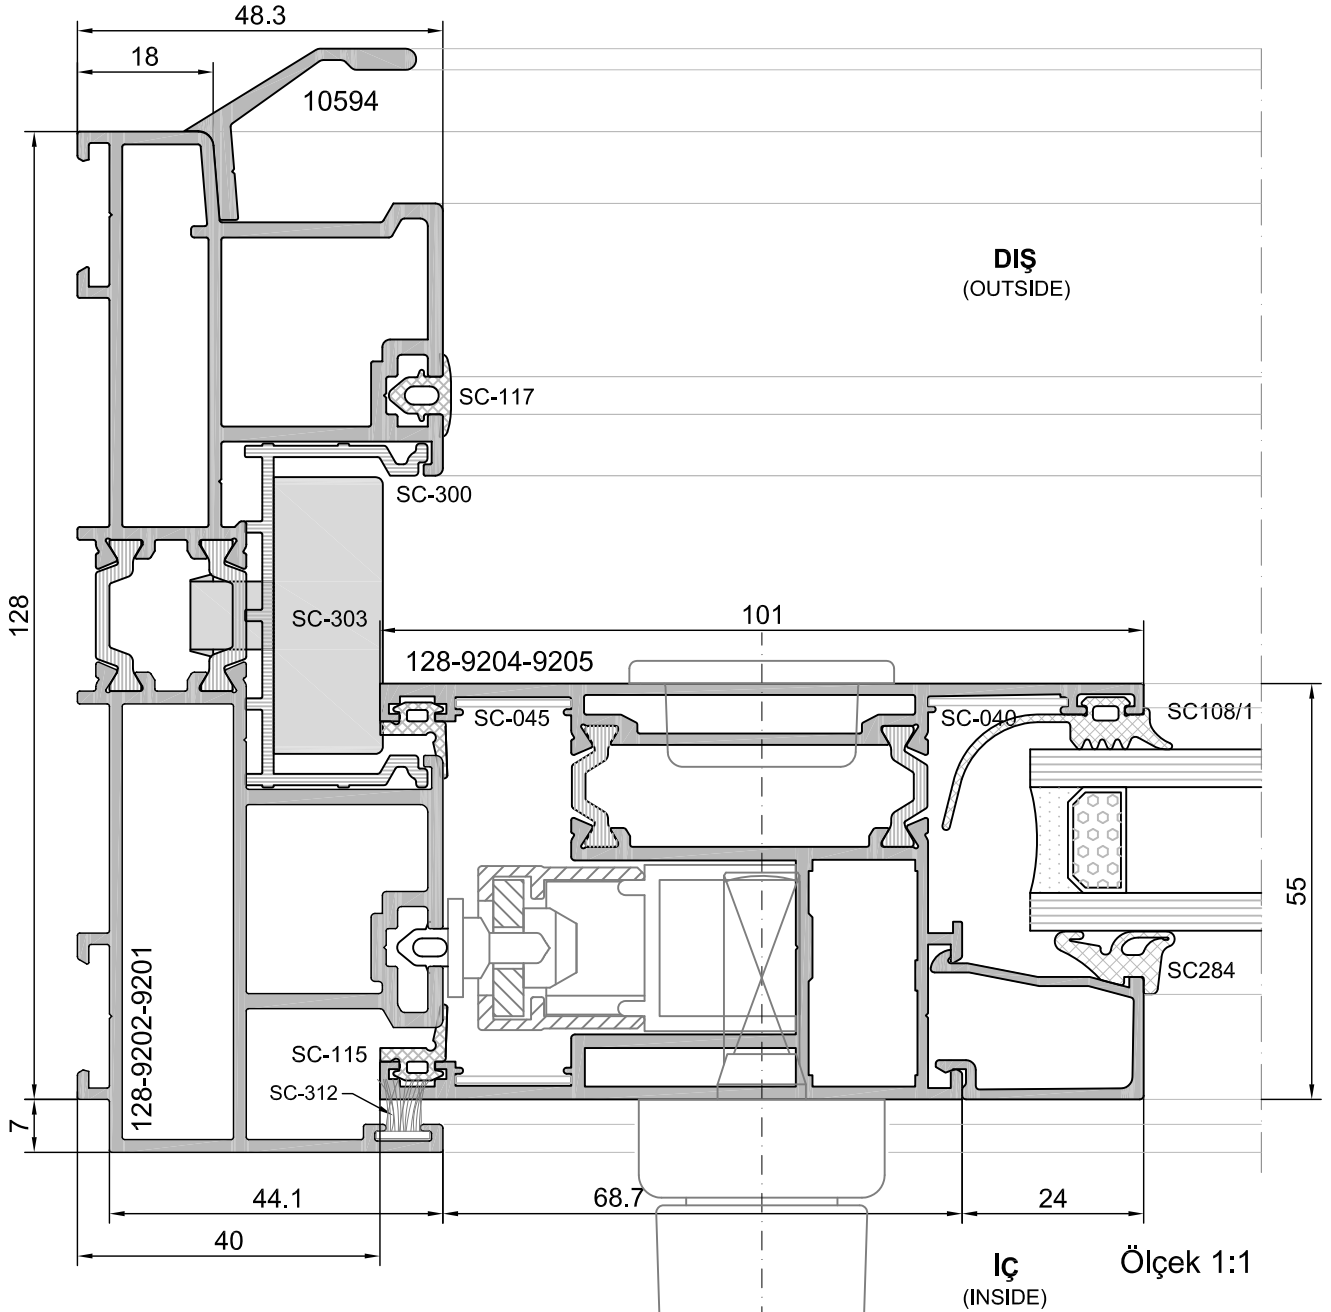 48.3
18
10594
DIŞ
(OUTSIDE)
SC-117
SC-300
128
SC-303
101
128-9204-9205
SC-045
SC-040
SC108/1
55
128-9202-9201
SC284
SC-115
SC-312
7
44.1
68.7
24
40
İÇ
(INSIDE)
Ölçek 1:1